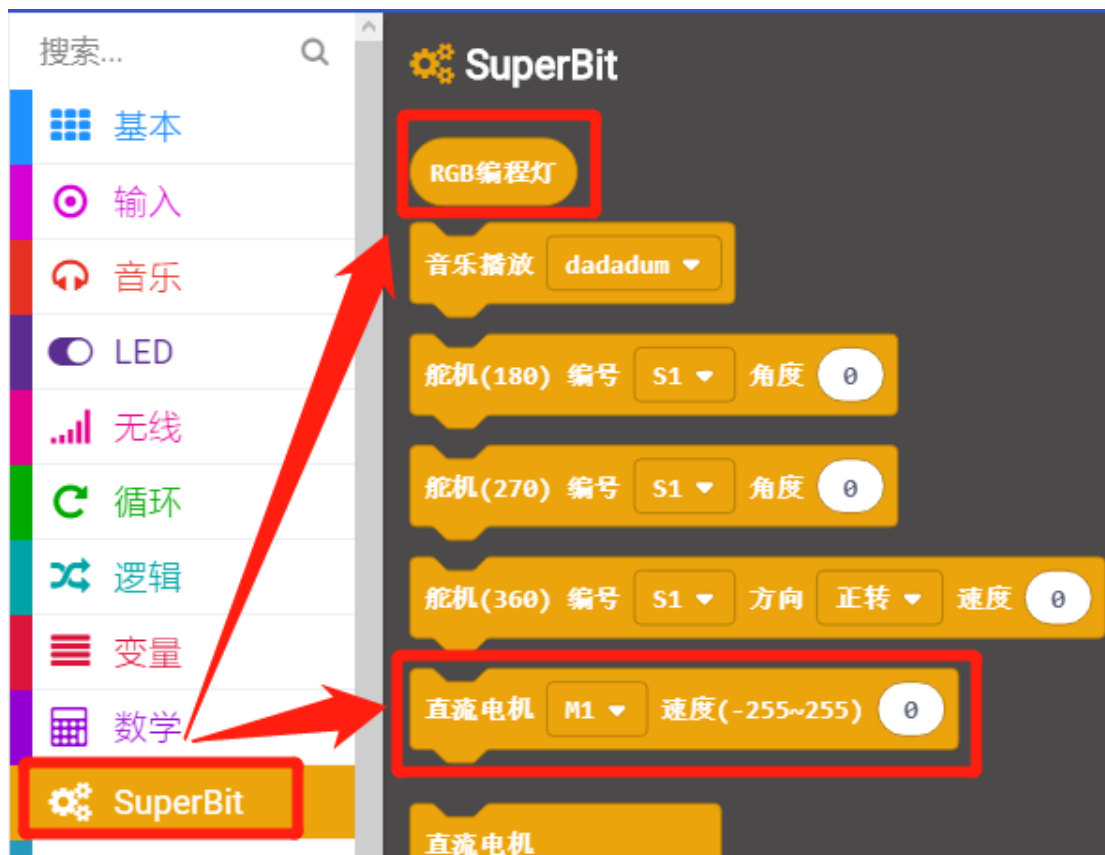 搜索...
基本
输入
音乐
LED
无线
循环
逻辑
变量
数学
SuperBit
SuperBit
RGB编程灯
音乐播放 dadadum
舵机(180) 编号 S1 角度 0
舵机(270) 编号 S1 角度 0
舵机(360) 编号 S1 方向 正转 速度 0
直流电机 M1 速度(-255~255) 0
直流电机